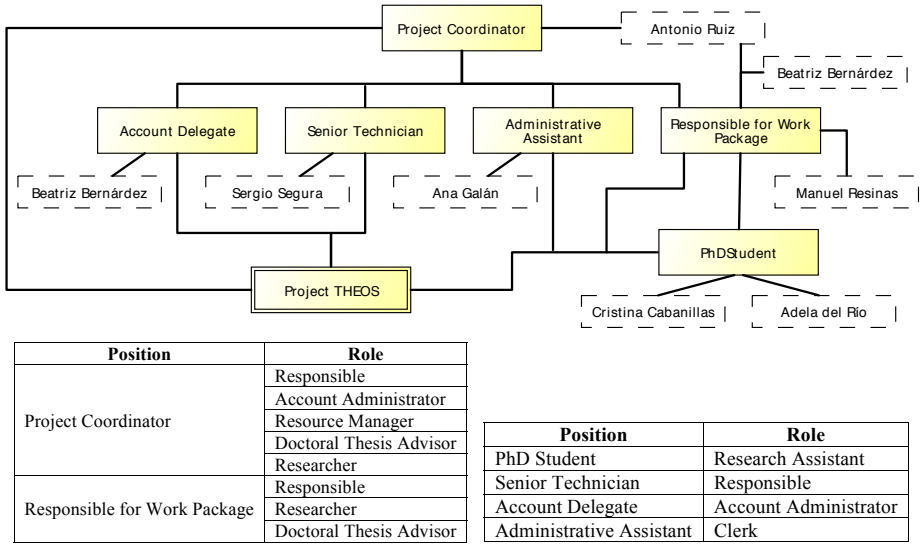 Project Coordinator
Antonio Ruiz
Beatriz Bernárdez
Account Delegate
Senior Technician
Administrative
Assistant
Responsible for Work
Package
Beatriz Bernárdez
Sergio Segura
Ana Galán
Manuel Resinas
PhDStudent
Project THEOS
Cristina Cabanillas
Adela del Río
Position Role
Project Coordinator
Responsible
Account Administrator
Resource Manager
Doctoral Thesis Advisor
Researcher
Responsible for Work Package
Responsible
Researcher
Doctoral Thesis Advisor
Position Role
PhD Student Research Assistant
Senior Technician Responsible
Account Delegate Account Administrator
Administrative Assistant Clerk